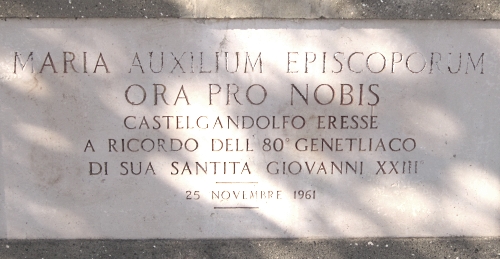 MARIA AUXILIUM EPISCOPORUM
ORA PRO NOBIS
CASTELGANDOLFO ERESSE
A RICORDO DELL'80° GENETLIACO
DI SUA SANTITA GIOVANNI XXIII
25 NOVEMBRE 1961